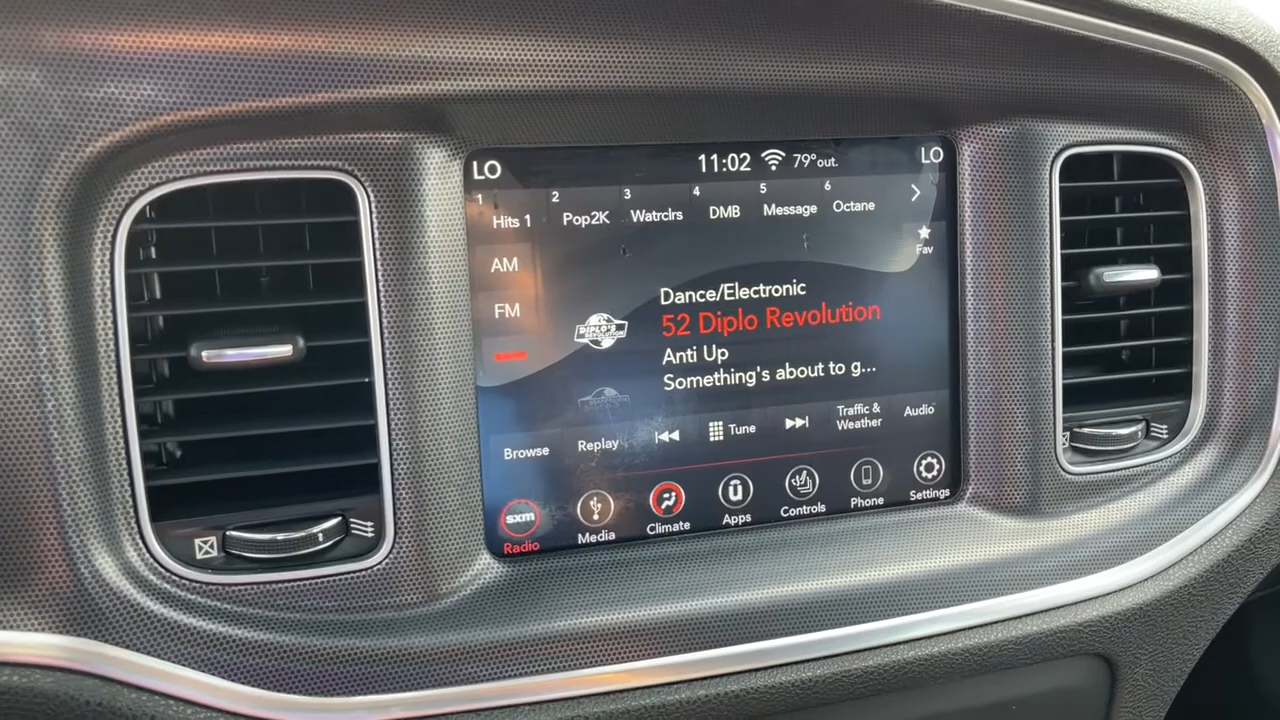 LO 11:02 79°out. LO
1 Hits 1 2 Pop2K 3 Watrclrs 4 DMB 5 Message 6 Octane
Fav
AM
FM
Dance/Electronic
DIPLO'S REVOLUTION
52 Diplo Revolution
Anti Up
Something's about to g...
Browse Replay Tune Traffic & Weather Audio
sxm
Radio Media Climate Apps Controls Phone Settings